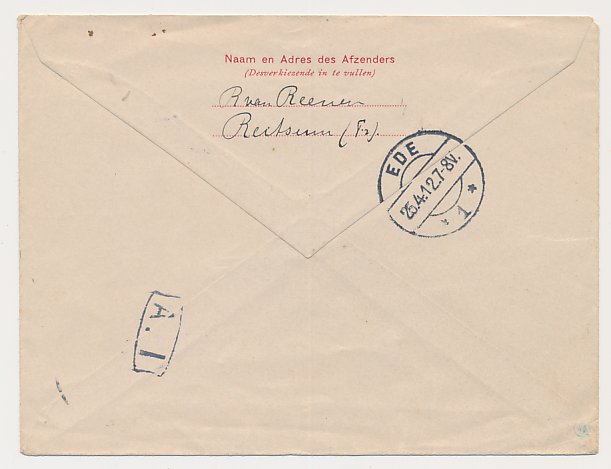 Naam en Adres des Afzenders
(Desverkiezende in te vullen)
R van Reenen
Reitsum (Fr).
EDE
25.4.12.7-8V.
* 1 *
A. I